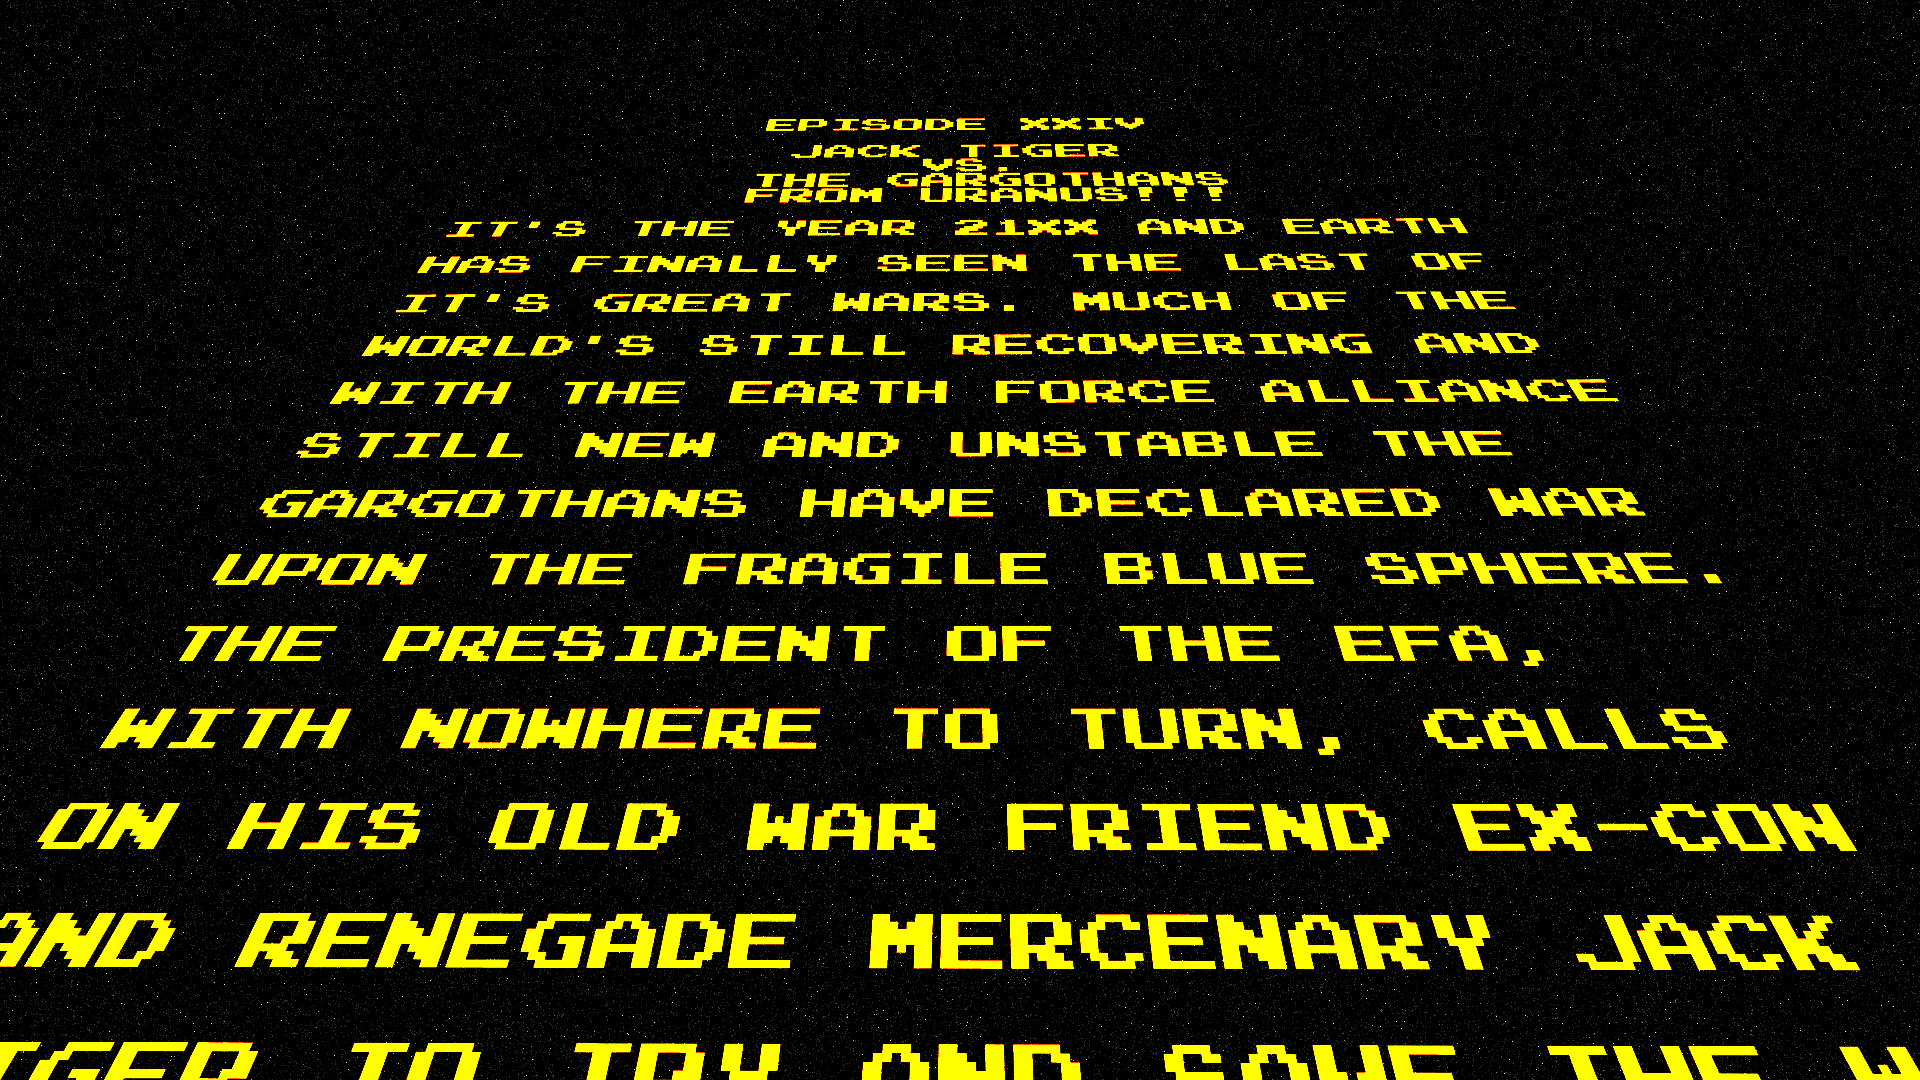 EPISODE XXIV
JACK TIGER
VS.
THE GARGOTHANS
FROM URANUS!!!
IT'S THE YEAR 21XX AND EARTH
HAS FINALLY SEEN THE LAST OF
IT'S GREAT WARS. MUCH OF THE
WORLD'S STILL RECOVERING AND
WITH THE EARTH FORCE ALLIANCE
STILL NEW AND UNSTABLE THE
GARGOTHANS HAVE DECLARED WAR
UPON THE FRAGILE BLUE SPHERE.
THE PRESIDENT OF THE EFA,
WITH NOWHERE TO TURN, CALLS
ON HIS OLD WAR FRIEND EX-CON
AND RENEGADE MERCENARY JACK
TIGER TO TRY AND SAVE THE